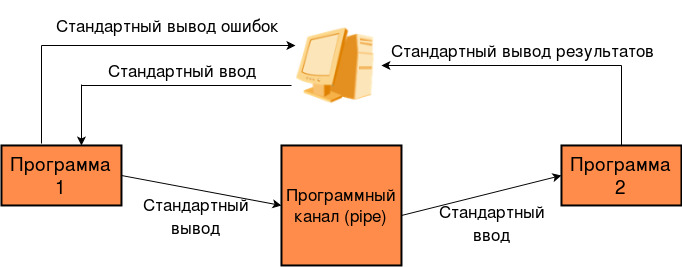 Стандартный вывод ошибок
Стандартный вывод результатов
Стандартный ввод
Программа
1
Программный
канал (pipe)
Программа
2
Стандартный
вывод
Стандартный
ввод